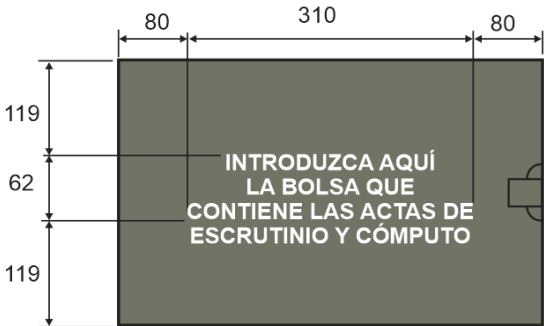 80 310 80
119
62
119
INTRODUZCA AQUÍ
LA BOLSA QUE
CONTIENE LAS ACTAS DE
ESCRUTINIO Y CÓMPUTO